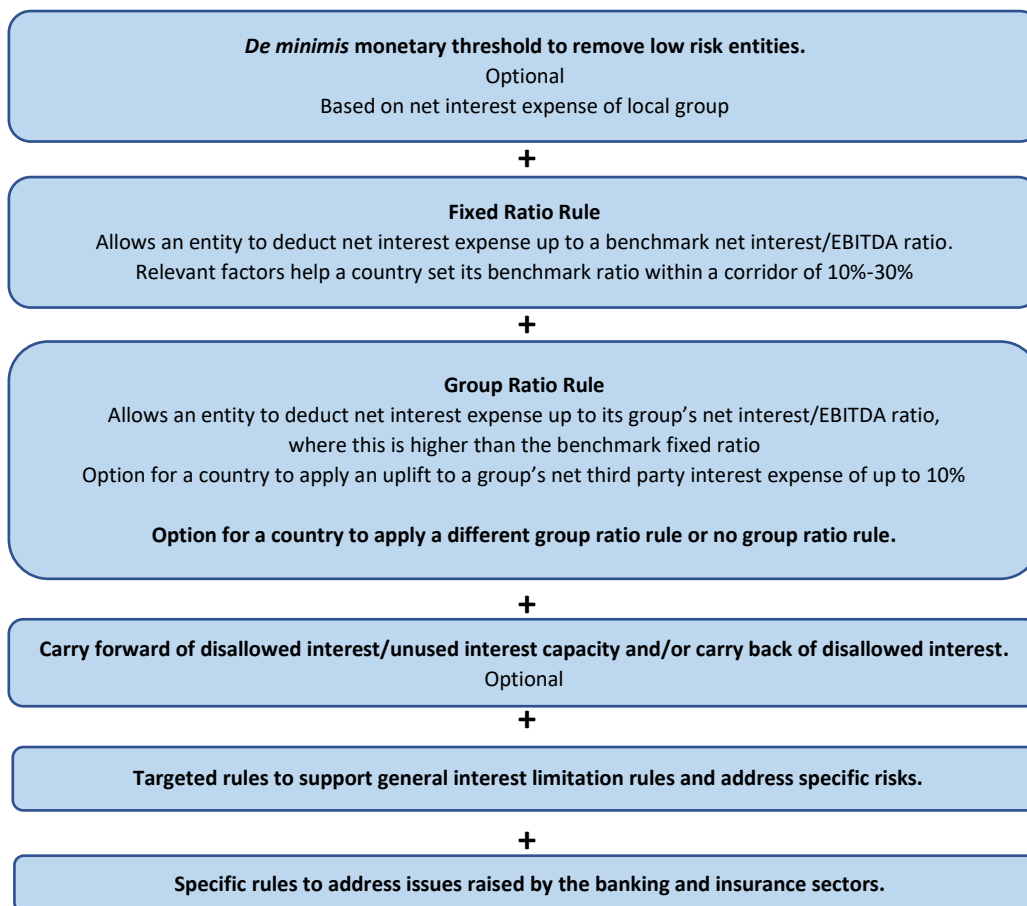 De minimis monetary threshold to remove low risk entities.
Optional
Based on net interest expense of local group
+
Fixed Ratio Rule
Allows an entity to deduct net interest expense up to a benchmark net interest/EBITDA ratio.
Relevant factors help a country set its benchmark ratio within a corridor of 10%-30%
+
Group Ratio Rule
Allows an entity to deduct net interest expense up to its group's net interest/EBITDA ratio,
where this is higher than the benchmark fixed ratio
Option for a country to apply an uplift to a group's net third party interest expense of up to 10%
Option for a country to apply a different group ratio rule or no group ratio rule.
+
Carry forward of disallowed interest/unused interest capacity and/or carry back of disallowed interest.
Optional
+
Targeted rules to support general interest limitation rules and address specific risks.
+
Specific rules to address issues raised by the banking and insurance sectors.